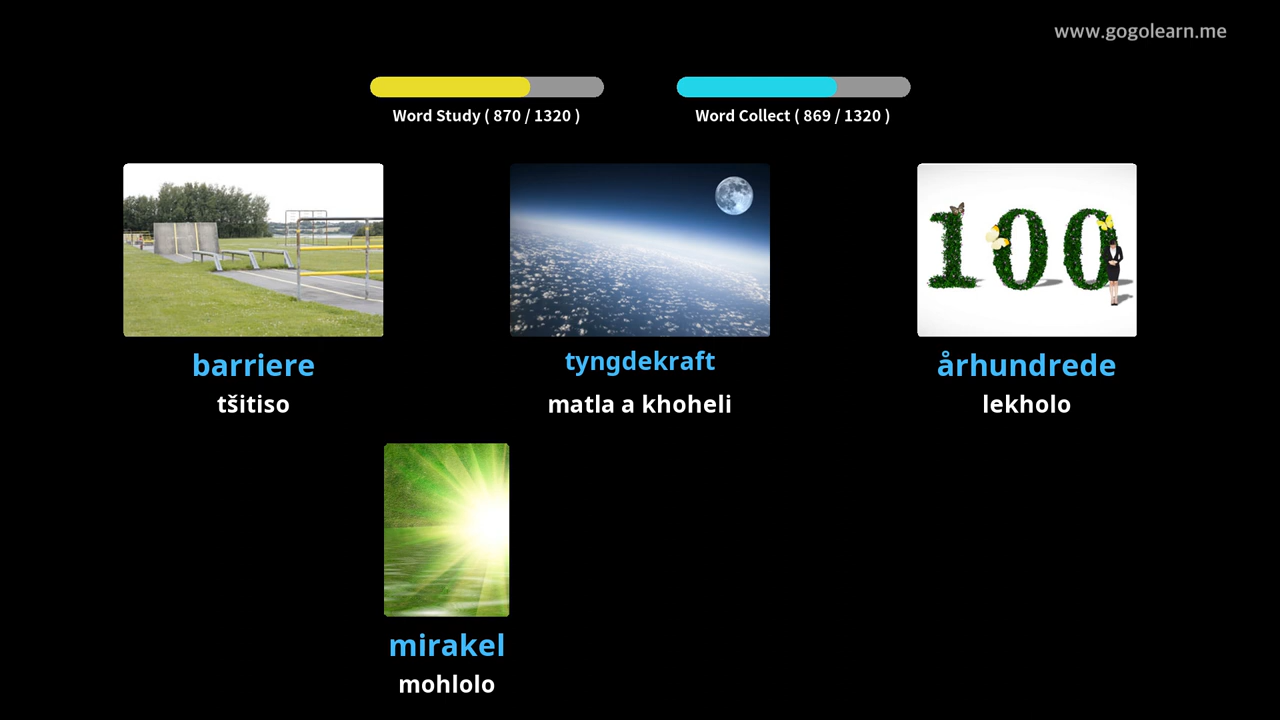 www.gogolearn.me
Word Study ( 870 / 1320 )
Word Collect ( 869 / 1320 )
100
barriere
tšitiso
tyngdekraft
matla a khoheli
århundrede
lekholo
mirakel
mohlolo